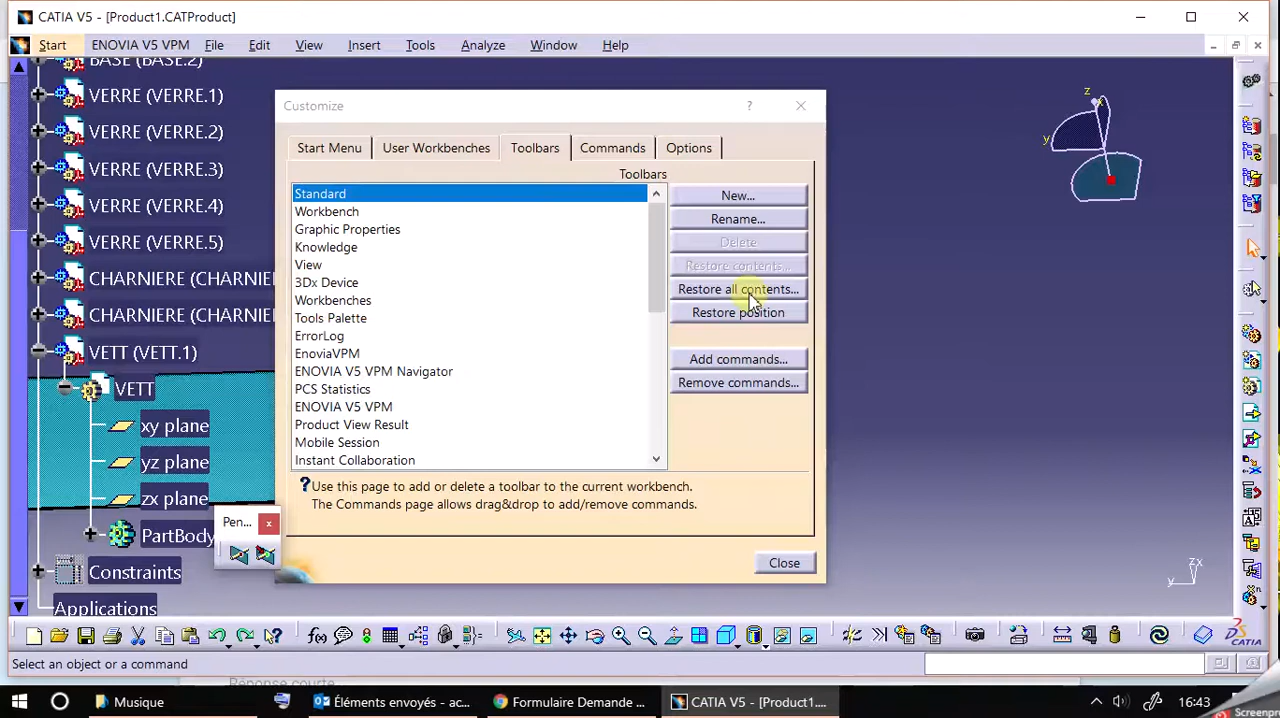 CATIA V5 - [Product1.CATProduct]
Start ENOVIA V5 VPM File Edit View Insert Tools Analyze Window Help
BASE (BASE.2)
VERRE (VERRE.1)
VERRE (VERRE.2)
VERRE (VERRE.3)
VERRE (VERRE.4)
VERRE (VERRE.5)
CHARNIERE (CHARNIE
CHARNIERE (CHARNIE
VETT (VETT.1)
VETT
xy plane
yz plane
zx plane
PartBody
Constraints
Applications
Pen...
Customize ?
Start Menu User Workbenches Toolbars Commands Options
Toolbars
Standard
Workbench
Graphic Properties
Knowledge
View
3Dx Device
Workbenches
Tools Palette
ErrorLog
EnoviaVPM
ENOVIA V5 VPM Navigator
PCS Statistics
ENOVIA V5 VPM
Product View Result
Mobile Session
Instant Collaboration
New...
Rename...
Delete
Restore contents...
Restore all contents...
Restore position
Add commands...
Remove commands...
Use this page to add or delete a toolbar to the current workbench.
The Commands page allows drag&drop to add/remove commands.
Close
z
y
zx
y
f(x)
CATIA
Select an object or a command
Réponse courte
Musique Éléments envoyés - ac... Formulaire Demande ... CATIA V5 - [Product1.... 16:43